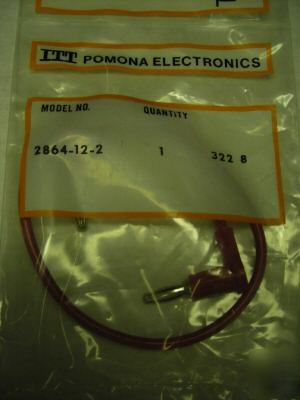 ITT POMONA ELECTRONICS
MODEL NO. QUANTITY
2864-12-2 1 322 8